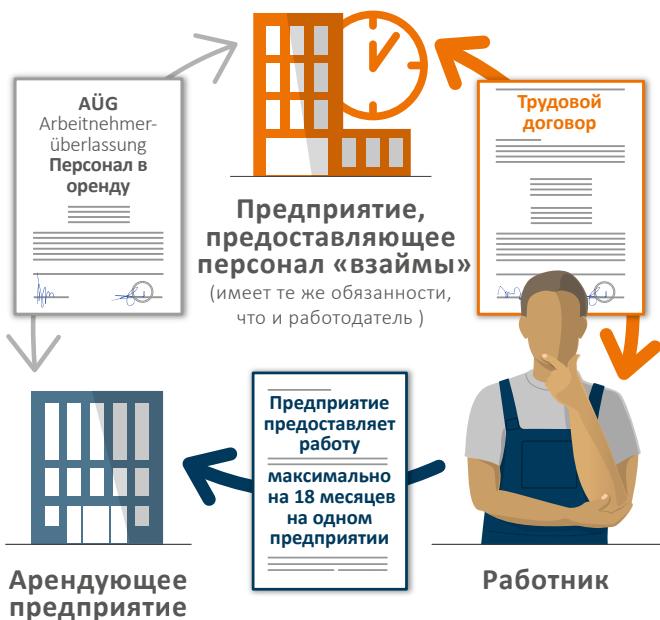 AÜG
Arbeitnehmer-
überlassung
Персонал в
оренду
Трудовой
договор
Предприятие,
предоставляющее
персонал «взаймы»
(имеет те же обязанности,
что и работодатель )
Предприятие
предоставляет
работу
максимально
на 18 месяцев
на одном
предприятии
Арендующее
предприятие
Работник